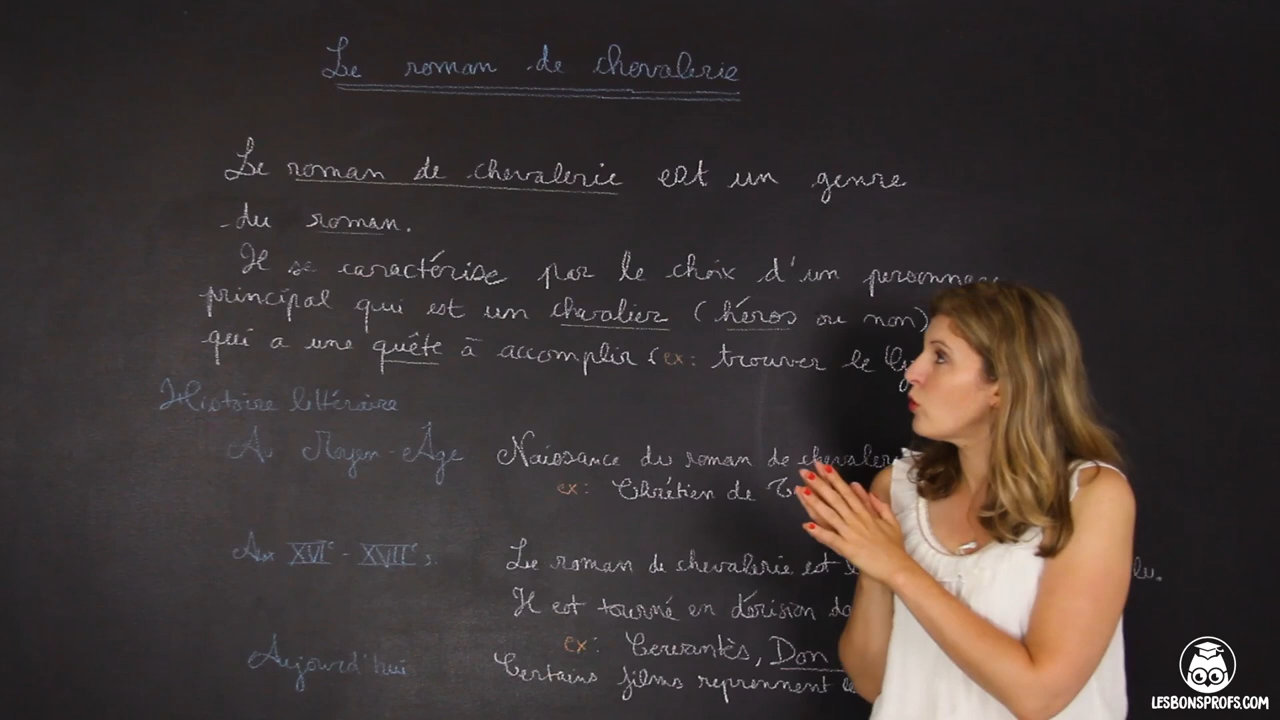 Le roman de chevalerie
Le roman de chevalerie est un genre
du roman.
Il se caractérise par le choix d'un personnage
principal qui est un chevalier (héros ou non)
qui a une quête à accomplir (ex: trouver le
Histoire littéraire
Au Moyen-Âge Naissance du roman de chevalerie
ex: Chrétien de
Aux XVIe - XVIIe s. Le roman de chevalerie est
Il est tourné en dérision
ex: Cervantès, Don
Aujourd'hui Certains films reprennent
LESBONSPROFS.COM